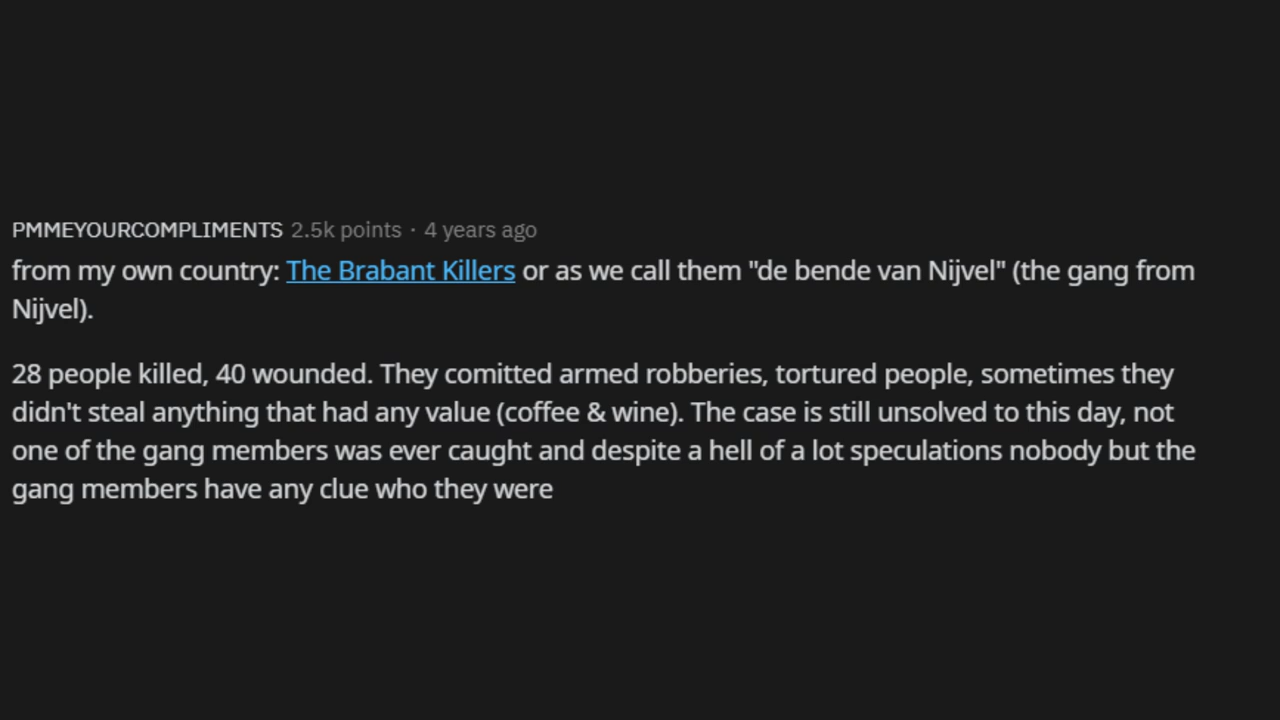 PMMEYOURCOMPLIMENTS 2.5k points · 4 years ago
from my own country: The Brabant Killers or as we call them "de bende van Nijvel" (the gang from
Nijvel).
28 people killed, 40 wounded. They comitted armed robberies, tortured people, sometimes they
didn't steal anything that had any value (coffee & wine). The case is still unsolved to this day, not
one of the gang members was ever caught and despite a hell of a lot speculations nobody but the
gang members have any clue who they were